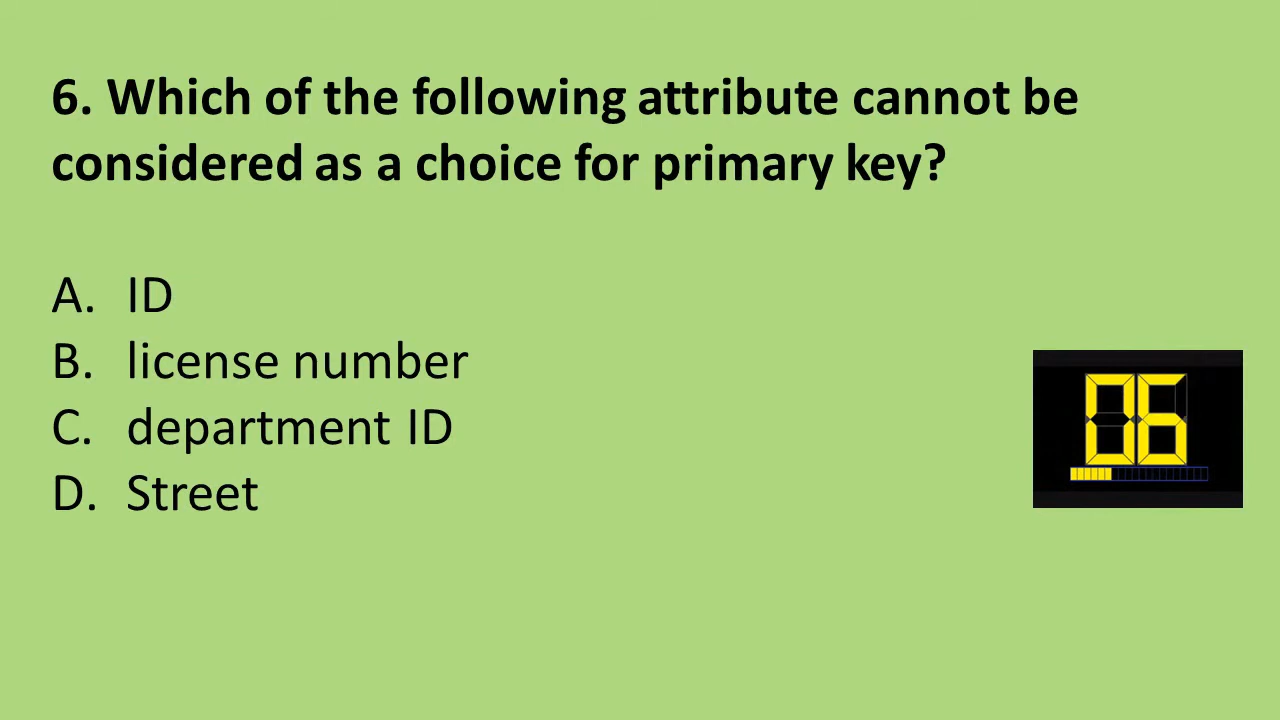 6. Which of the following attribute cannot be
considered as a choice for primary key?
A. ID
B. license number
C. department ID
D. Street
06